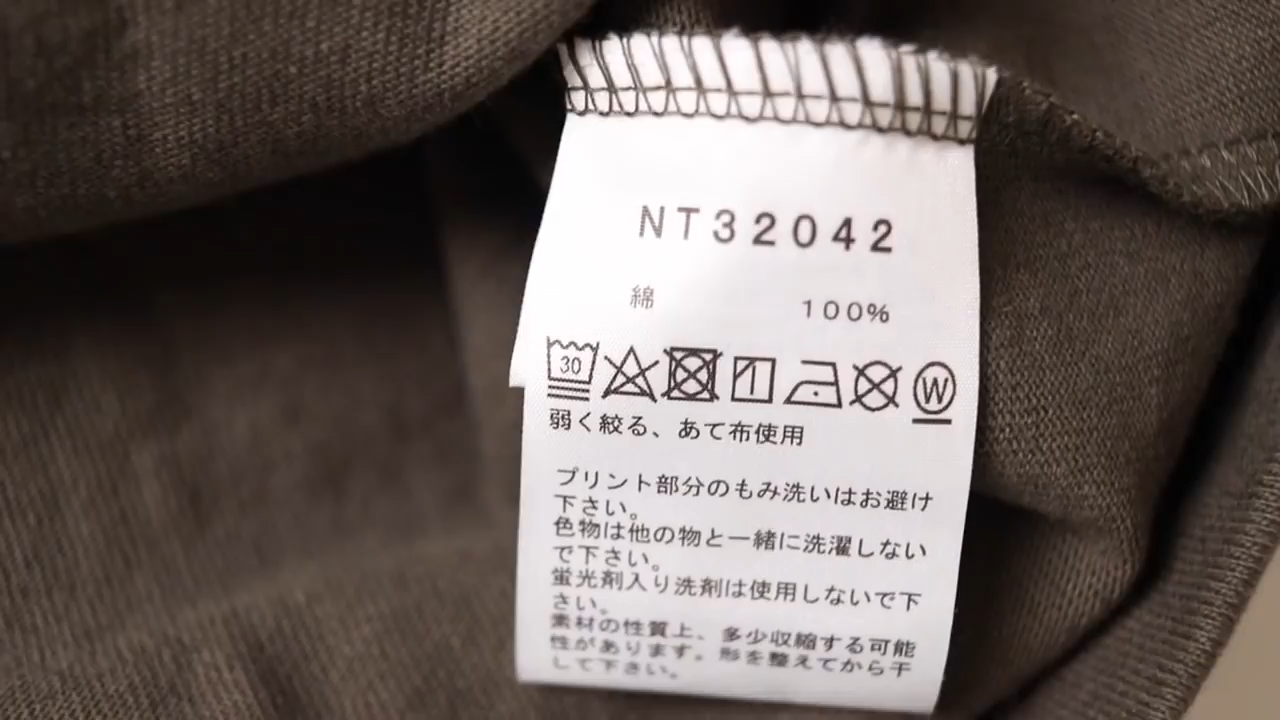 NT32042
綿 100%
30
W
弱く絞る、あて布使用
プリント部分のもみ洗いはお避け
下さい。
色物は他の物と一緒に洗濯しない
で下さい。
蛍光剤入り洗剤は使用しないで下
さい。
素材の性質上、多少収縮する可能
性があります。形を整えてから干
して下さい。